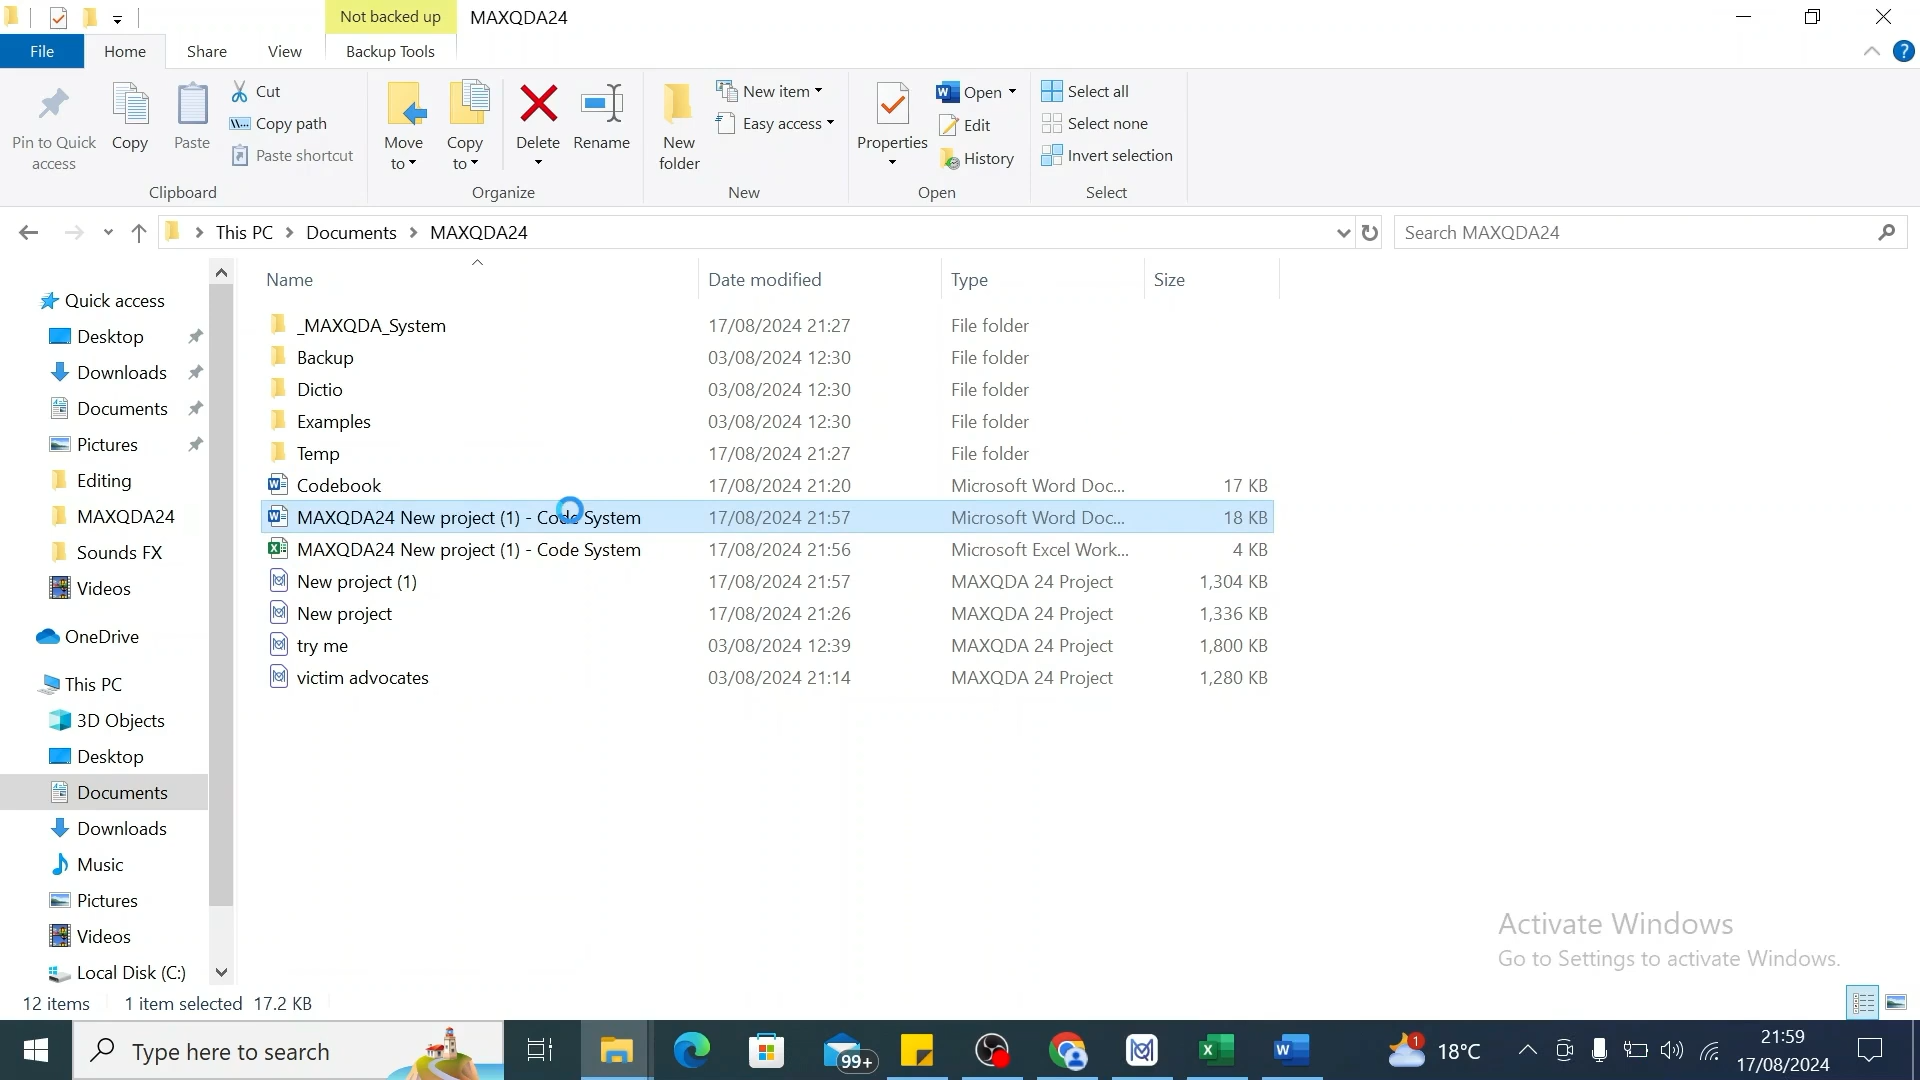 Not backed up
MAXQDA24
File
Home
Share
View
Backup Tools
Pin to Quick
access
Copy
Paste
Cut
Copy path
Paste shortcut
Clipboard
Move
to
Copy
to
Delete
Rename
Organize
New
folder
New item
Easy access
New
Properties
Open
Edit
History
Open
Select all
Select none
Invert selection
Select
This PC
Documents
MAXQDA24
Search MAXQDA24
Name
Date modified
Type
Size
Quick access
Desktop
Downloads
Documents
Pictures
Editing
MAXQDA24
Sounds FX
Videos
OneDrive
This PC
3D Objects
Desktop
Documents
Downloads
Music
Pictures
Videos
Local Disk (C:)
_MAXQDA_System 17/08/2024 21:27 File folder
Backup 03/08/2024 12:30 File folder
Dictio 03/08/2024 12:30 File folder
Examples 03/08/2024 12:30 File folder
Temp 17/08/2024 21:27 File folder
Codebook 17/08/2024 21:20 Microsoft Word Doc... 17 KB
MAXQDA24 New project (1) - Code System 17/08/2024 21:57 Microsoft Word Doc... 18 KB
MAXQDA24 New project (1) - Code System 17/08/2024 21:56 Microsoft Excel Work... 4 KB
New project (1) 17/08/2024 21:57 MAXQDA 24 Project 1,304 KB
New project 17/08/2024 21:26 MAXQDA 24 Project 1,336 KB
try me 03/08/2024 12:39 MAXQDA 24 Project 1,800 KB
victim advocates 03/08/2024 21:14 MAXQDA 24 Project 1,280 KB
Activate Windows
Go to Settings to activate Windows.
12 items 1 item selected 17.2 KB
Type here to search
99+
1
18°C
21:59
17/08/2024